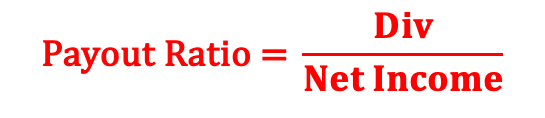 Payout Ratio = Div / Net Income